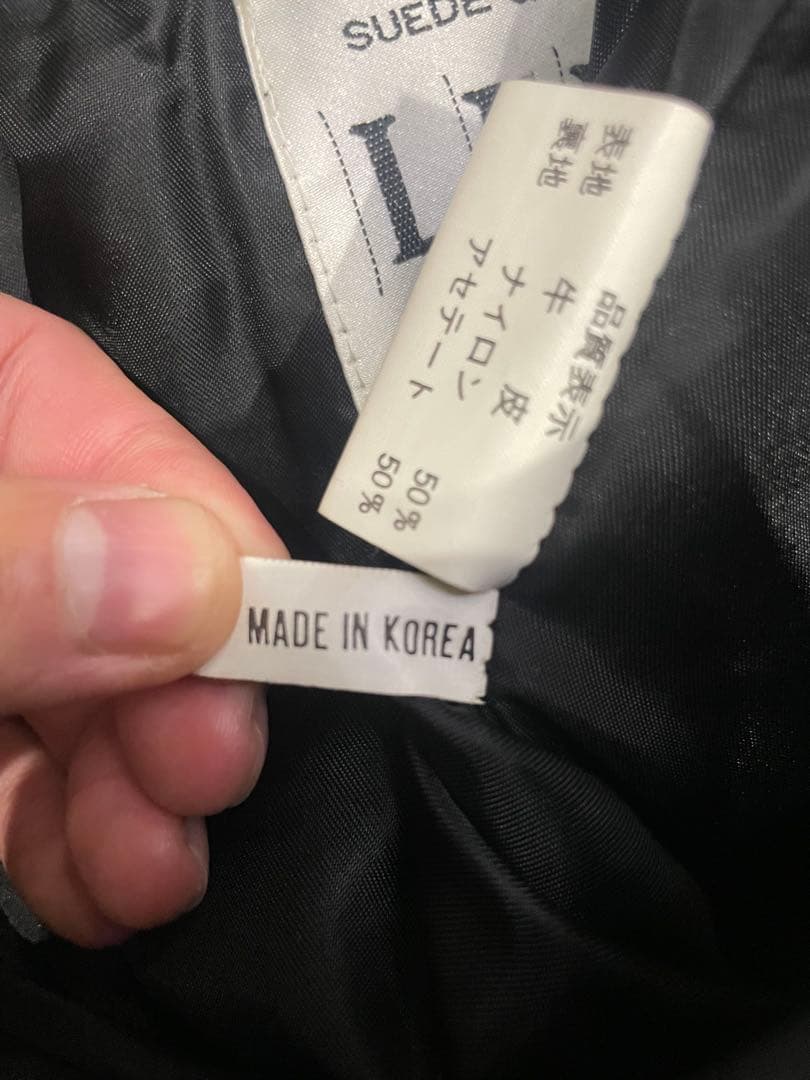 SUEDE
品質表示
表地 牛 皮
裏地 ナイロン 50%
アセテート 50%
MADE IN KOREA